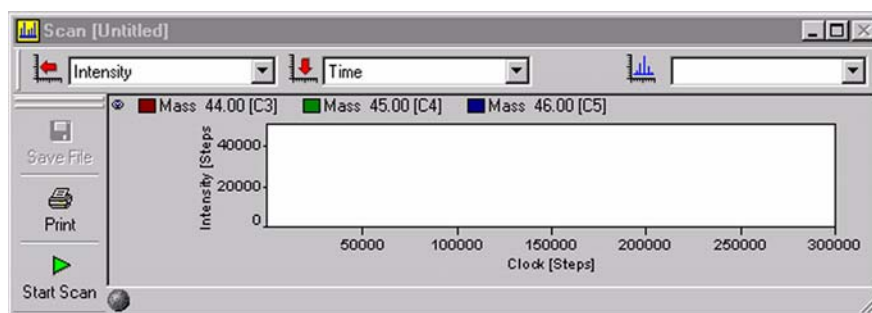 Scan [Untitled]
Intensity
Time
Mass 44.00 [C3] Mass 45.00 [C4] Mass 46.00 [C5]
Save File
Print
Start Scan
Intensity [Steps
40000
20000
0
50000 100000 150000 200000 250000 300000
Clock [Steps]